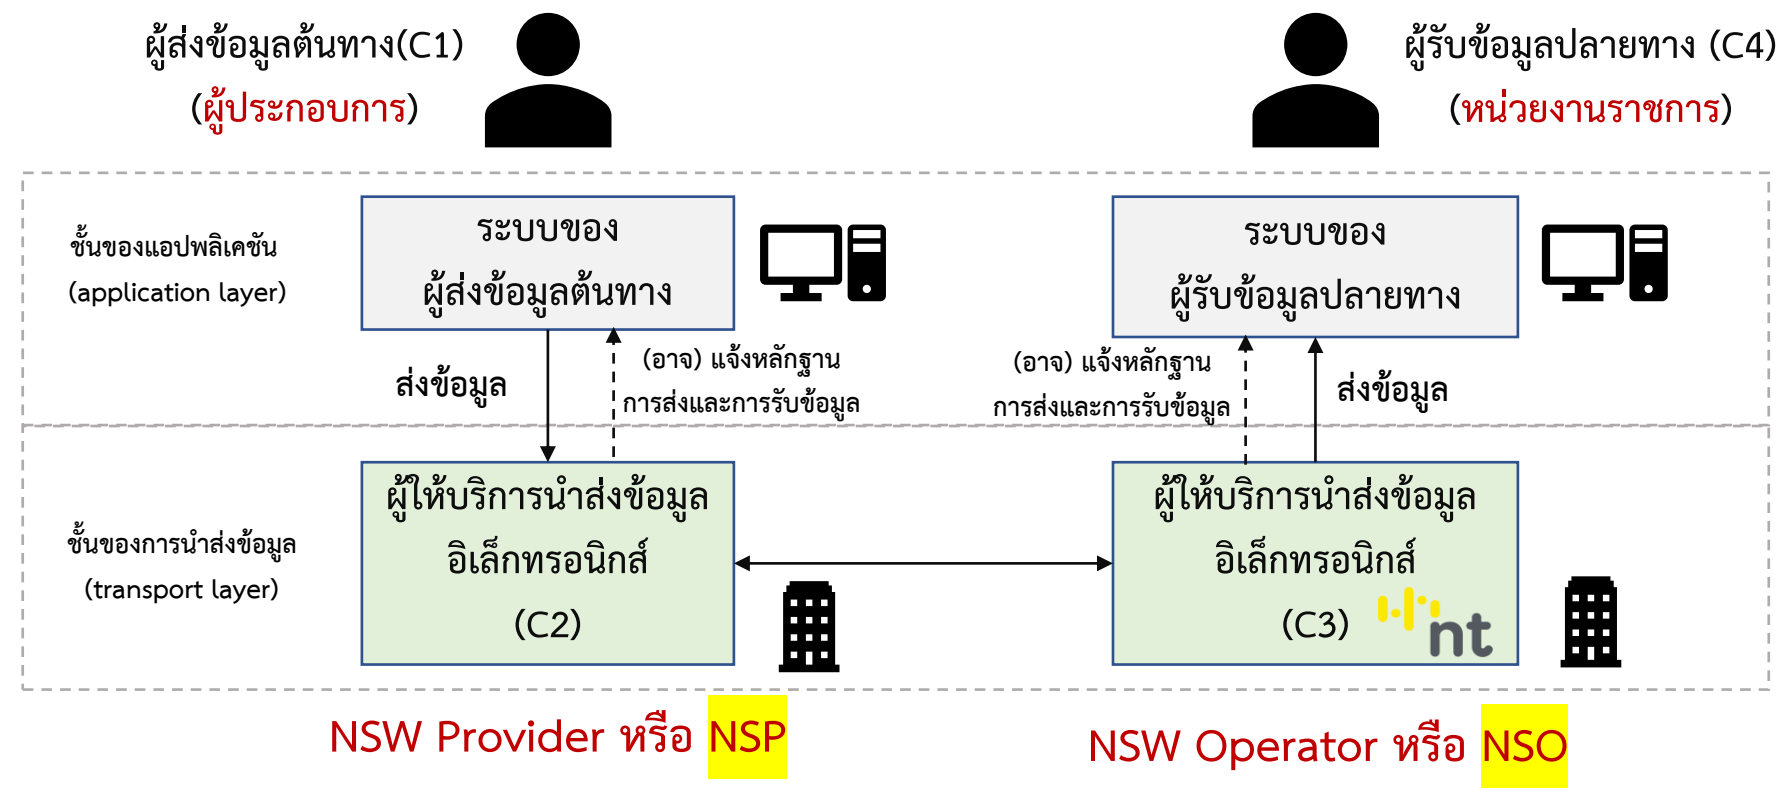 ผู้ส่งข้อมูลต้นทาง(C1)
(ผู้ประกอบการ)
ผู้รับข้อมูลปลายทาง (C4)
(หน่วยงานราชการ)
ชั้นของแอปพลิเคชัน
(application layer)
ระบบของ
ผู้ส่งข้อมูลต้นทาง
ระบบของ
ผู้รับข้อมูลปลายทาง
ส่งข้อมูล
(อาจ) แจ้งหลักฐาน
การส่งและการรับข้อมูล
(อาจ) แจ้งหลักฐาน
การส่งและการรับข้อมูล
ส่งข้อมูล
ชั้นของการนำส่งข้อมูล
(transport layer)
ผู้ให้บริการนำส่งข้อมูล
อิเล็กทรอนิกส์
(C2)
ผู้ให้บริการนำส่งข้อมูล
อิเล็กทรอนิกส์
(C3)
nt
NSW Provider หรือ NSP
NSW Operator หรือ NSO